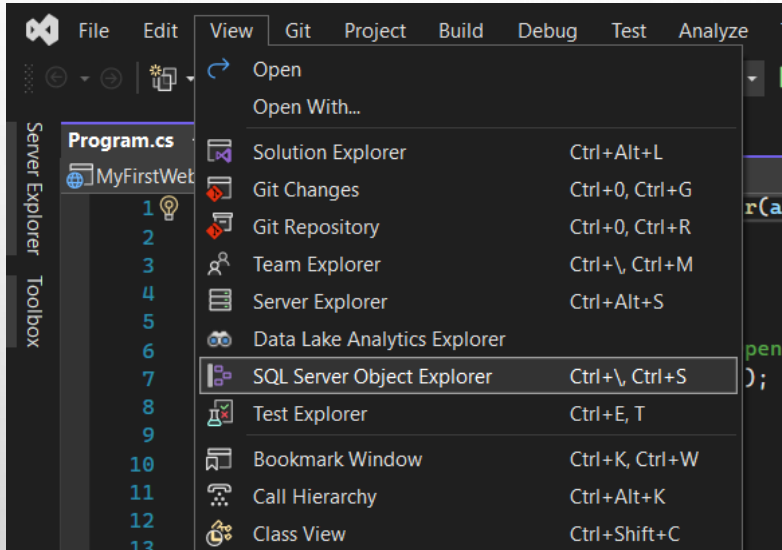 File Edit View Git Project Build Debug Test Analyze
Open
Open With...
Server Explorer
Toolbox
Program.cs
MyFirstWeb
Solution Explorer Ctrl+Alt+L
Git Changes Ctrl+0, Ctrl+G
Git Repository Ctrl+0, Ctrl+R
Team Explorer Ctrl+\, Ctrl+M
Server Explorer Ctrl+Alt+S
Data Lake Analytics Explorer
SQL Server Object Explorer Ctrl+\, Ctrl+S
Test Explorer Ctrl+E, T
Bookmark Window Ctrl+K, Ctrl+W
Call Hierarchy Ctrl+Alt+K
Class View Ctrl+Shift+C
1
2
3
4
5
6
7
8
9
10
11
12
13
r(a
pen
);